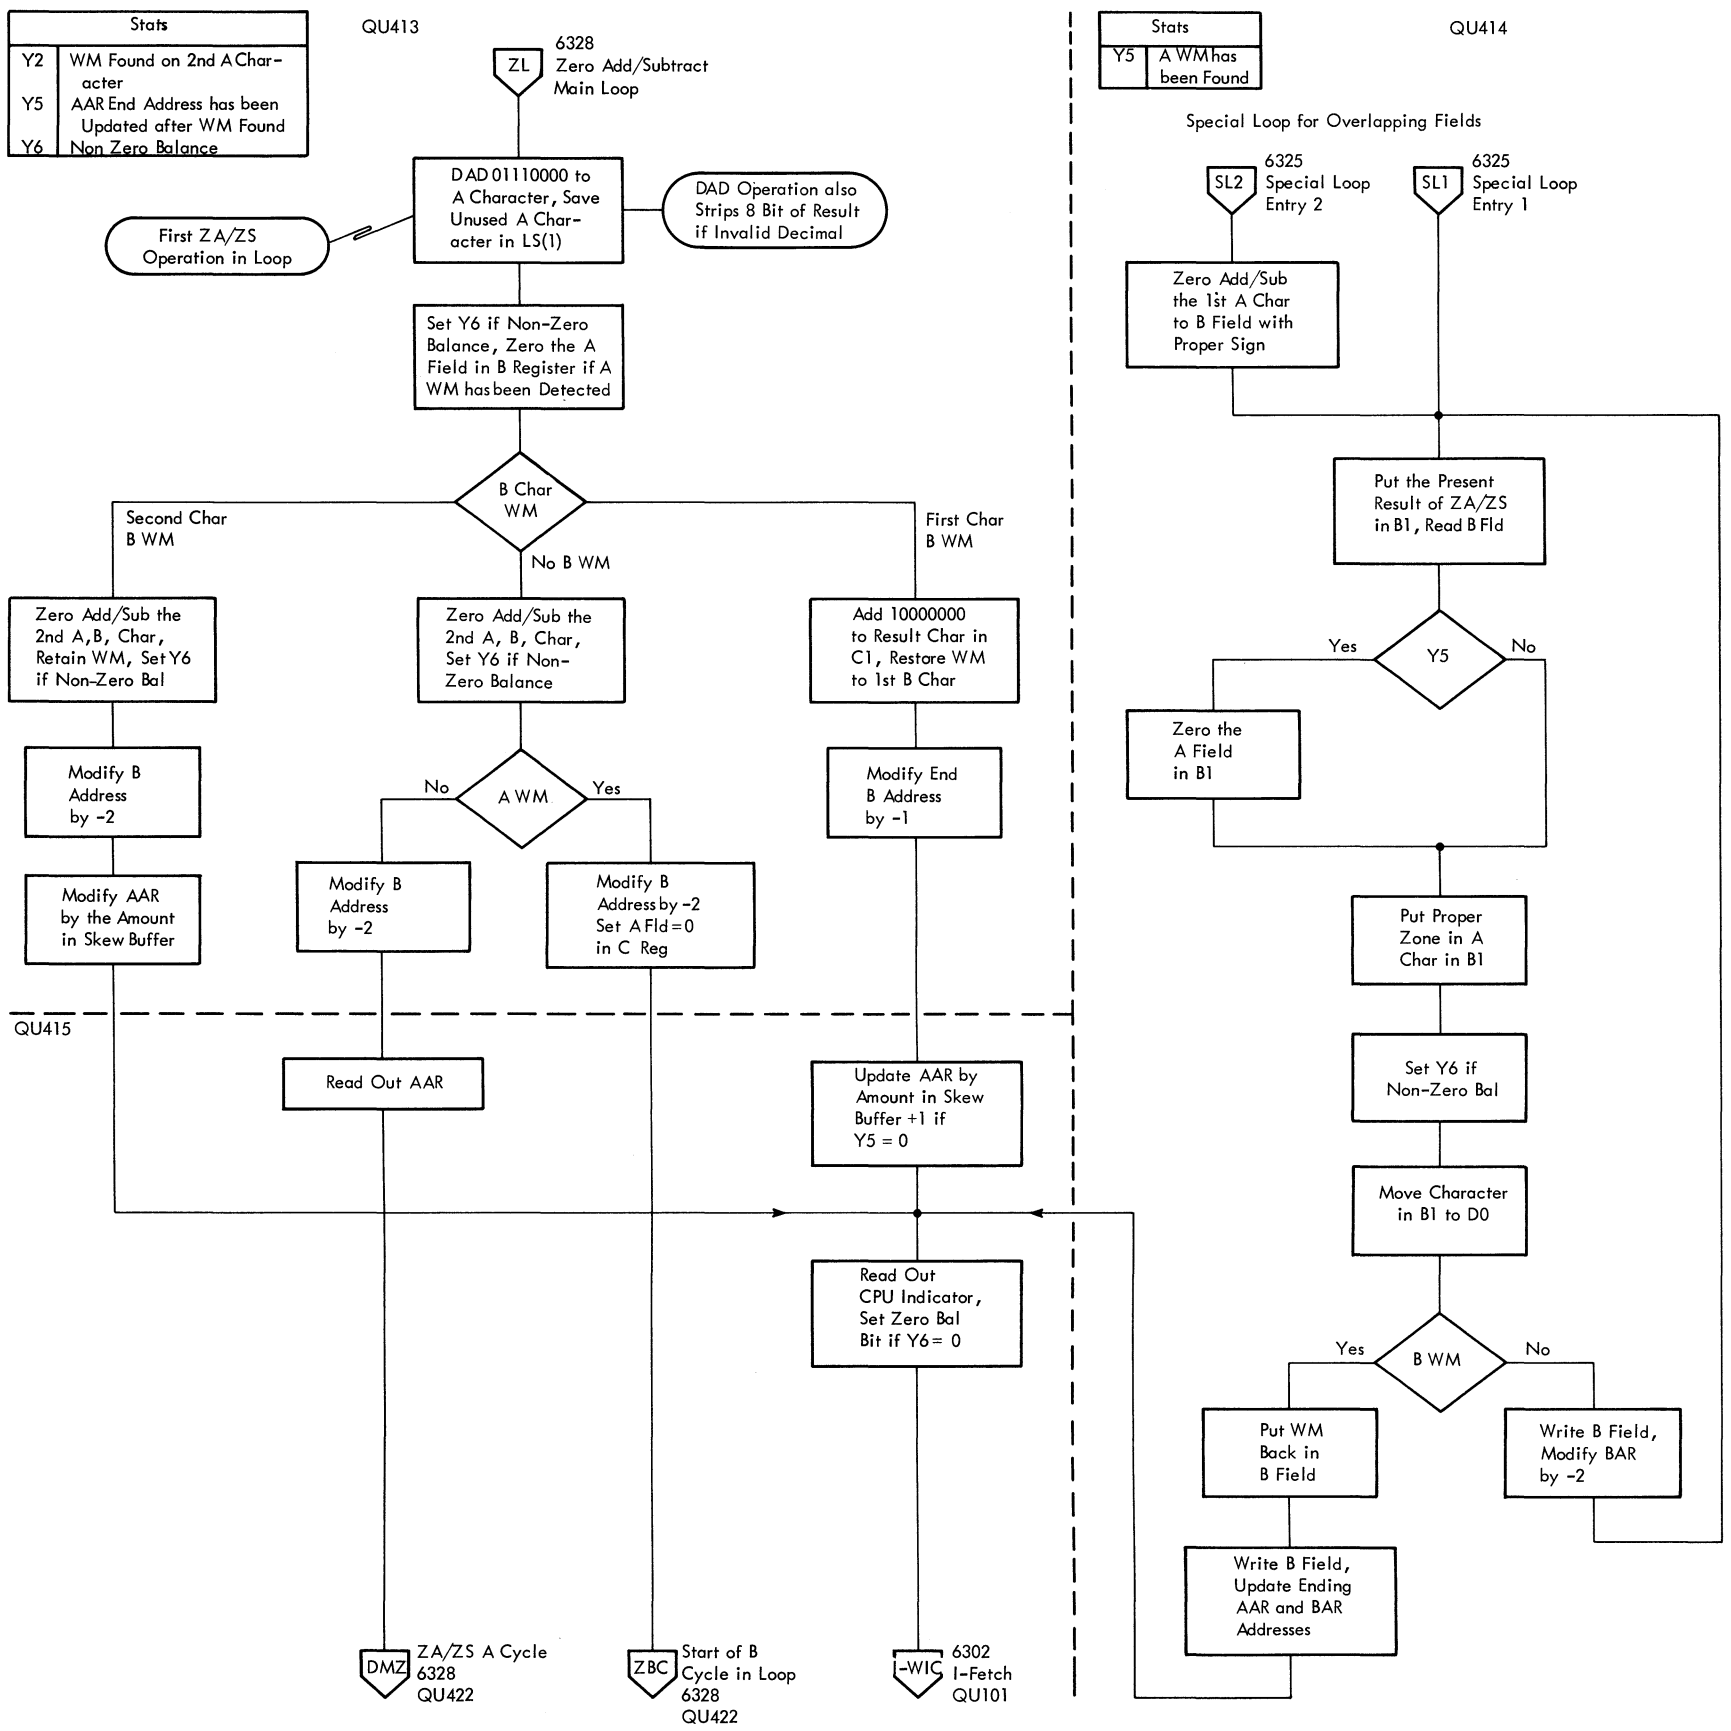 Stats
Y2 WM Found on 2nd A Char-
acter
Y5 AAR End Address has been
Updated after WM Found
Y6 Non Zero Balance
QU413
ZL
6328
Zero Add/Subtract
Main Loop
DAD 01110000 to
A Character, Save
Unused A Char-
acter in LS(1)
First ZA/ZS
Operation in Loop
DAD Operation also
Strips 8 Bit of Result
if Invalid Decimal
Set Y6 if Non-Zero
Balance, Zero the A
Field in B Register if A
WM has been Detected
B Char
WM
Second Char
B WM
No B WM
First Char
B WM
Zero Add/Sub the
2nd A, B, Char,
Retain WM, Set Y6
if Non-Zero Bal
Zero Add/Sub the
2nd A, B, Char,
Set Y6 if Non-
Zero Balance
Add 10000000
to Result Char in
C1, Restore WM
to 1st B Char
Modify B
Address
by -2
No
A WM
Yes
Modify End
B Address
by -1
Modify AAR
by the Amount
in Skew Buffer
Modify B
Address
by -2
Modify B
Address by -2
Set A Fld = 0
in C Reg
QU415
Read Out AAR
Update AAR by
Amount in Skew
Buffer +1 if
Y5 = 0
Read Out
CPU Indicator,
Set Zero Bal
Bit if Y6 = 0
DMZ
ZA/ZS A Cycle
6328
QU422
ZBC
Start of B
Cycle in Loop
6328
QU422
I-WIC
6302
I-Fetch
QU101
Stats
Y5 A WM has
been Found
QU414
Special Loop for Overlapping Fields
SL2
6325
Special Loop
Entry 2
SL1
6325
Special Loop
Entry 1
Zero Add/Sub
the 1st A Char
to B Field with
Proper Sign
Put the Present
Result of ZA/ZS
in B1, Read B Fld
Yes
Y5
No
Zero the
A Field
in B1
Put Proper
Zone in A
Char in B1
Set Y6 if
Non-Zero Bal
Move Character
in B1 to D0
Yes
B WM
No
Put WM
Back in
B Field
Write B Field,
Modify BAR
by -2
Write B Field,
Update Ending
AAR and BAR
Addresses